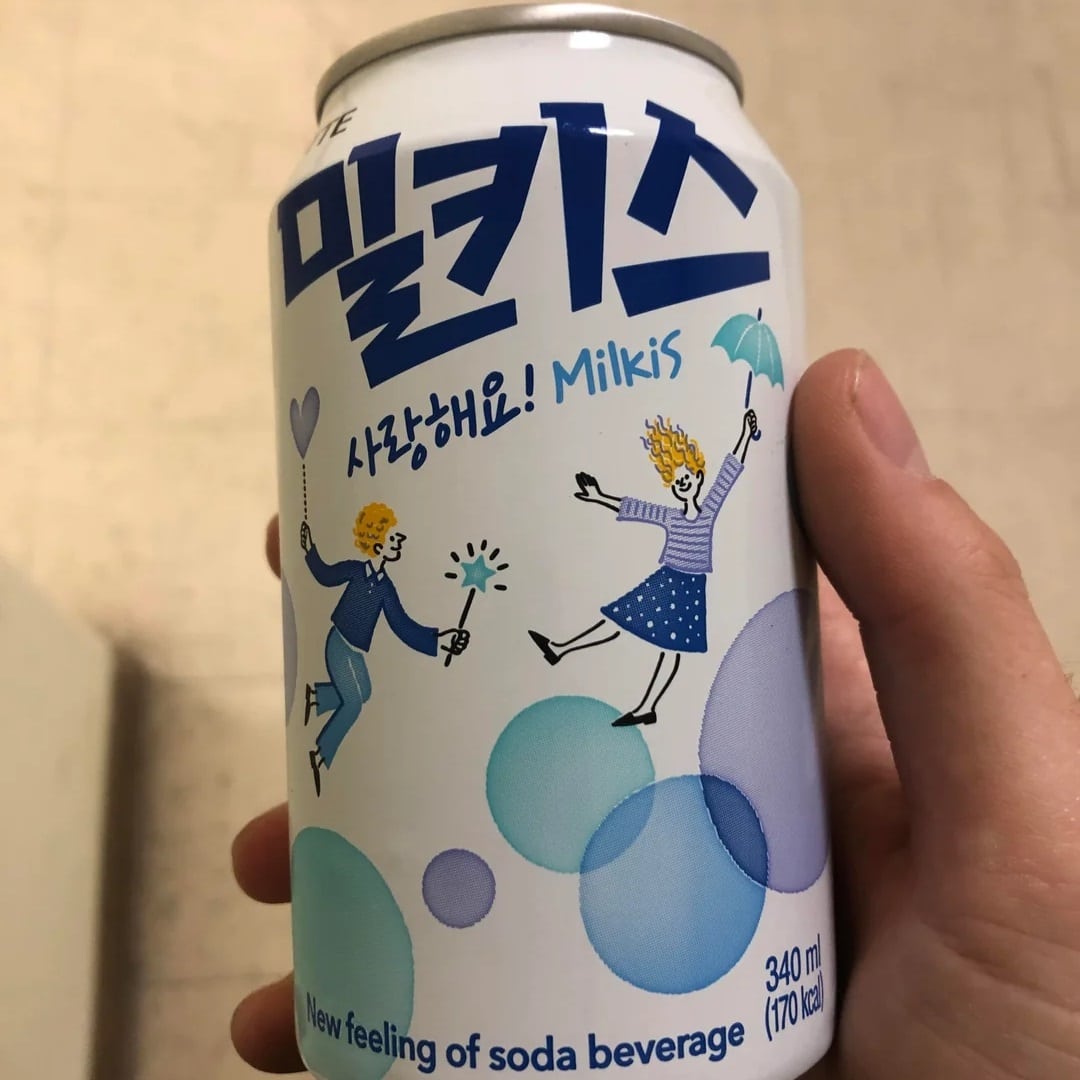 밀키스
사랑해요! Milkis
New feeling of soda beverage
340 ml
(170 kcal)